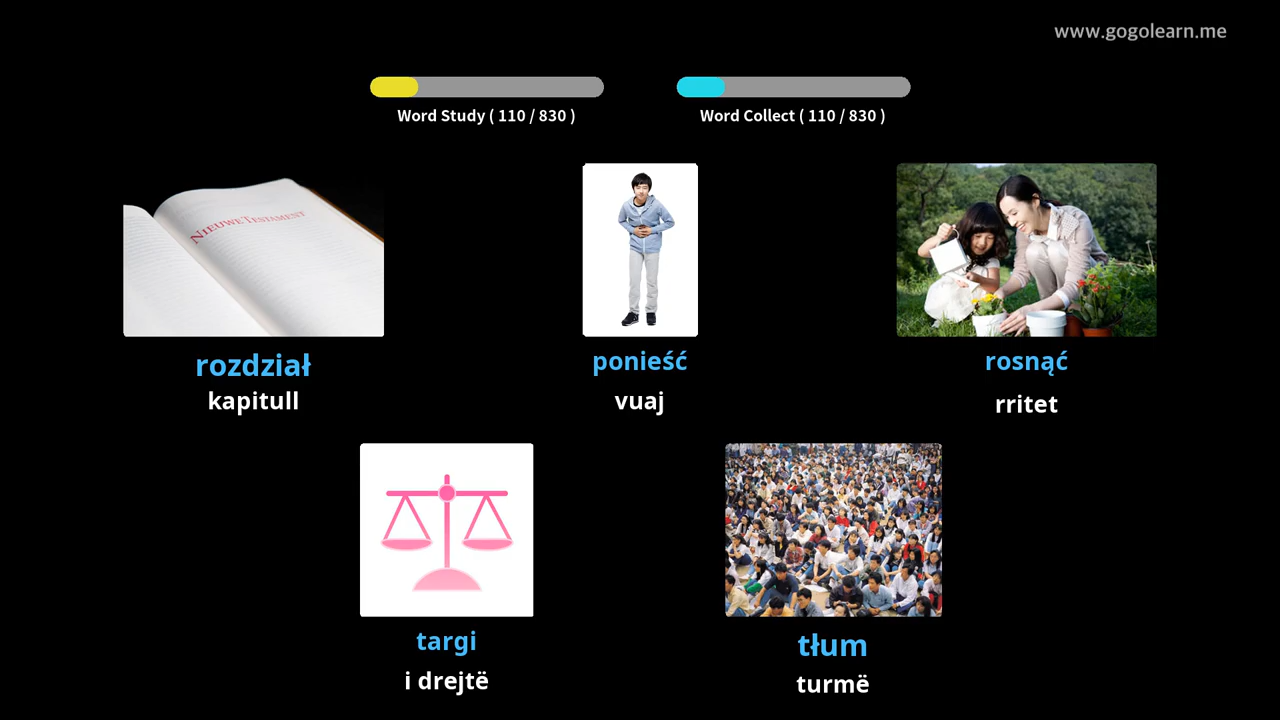 www.gogolearn.me
Word Study ( 110 / 830 )
Word Collect ( 110 / 830 )
NIEUWE TESTAMENT
rozdział
kapitull
ponieść
vuaj
rosnąć
rritet
targi
i drejtë
tłum
turmë